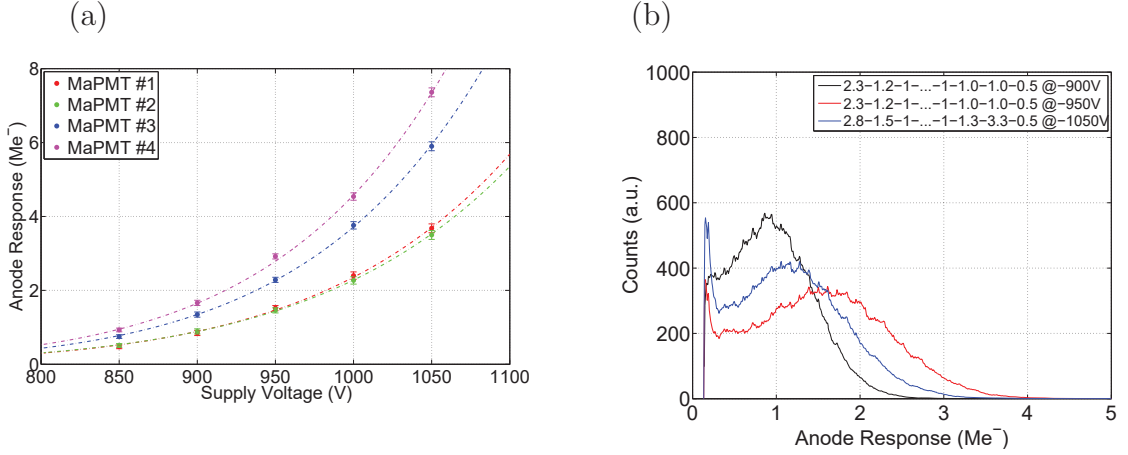 (a)
8
6
4
2
0
Anode Response (Me⁻)
MaPMT #1
MaPMT #2
MaPMT #3
MaPMT #4
800 850 900 950 1000 1050 1100
Supply Voltage (V)
(b)
1000
800
600
400
200
0
Counts (a.u.)
2.3−1.2−1−...−1−1.0−1.0−0.5 @−900V
2.3−1.2−1−...−1−1.0−1.0−0.5 @−950V
2.8−1.5−1−...−1−1.3−3.3−0.5 @−1050V
0 1 2 3 4 5
Anode Response (Me⁻)